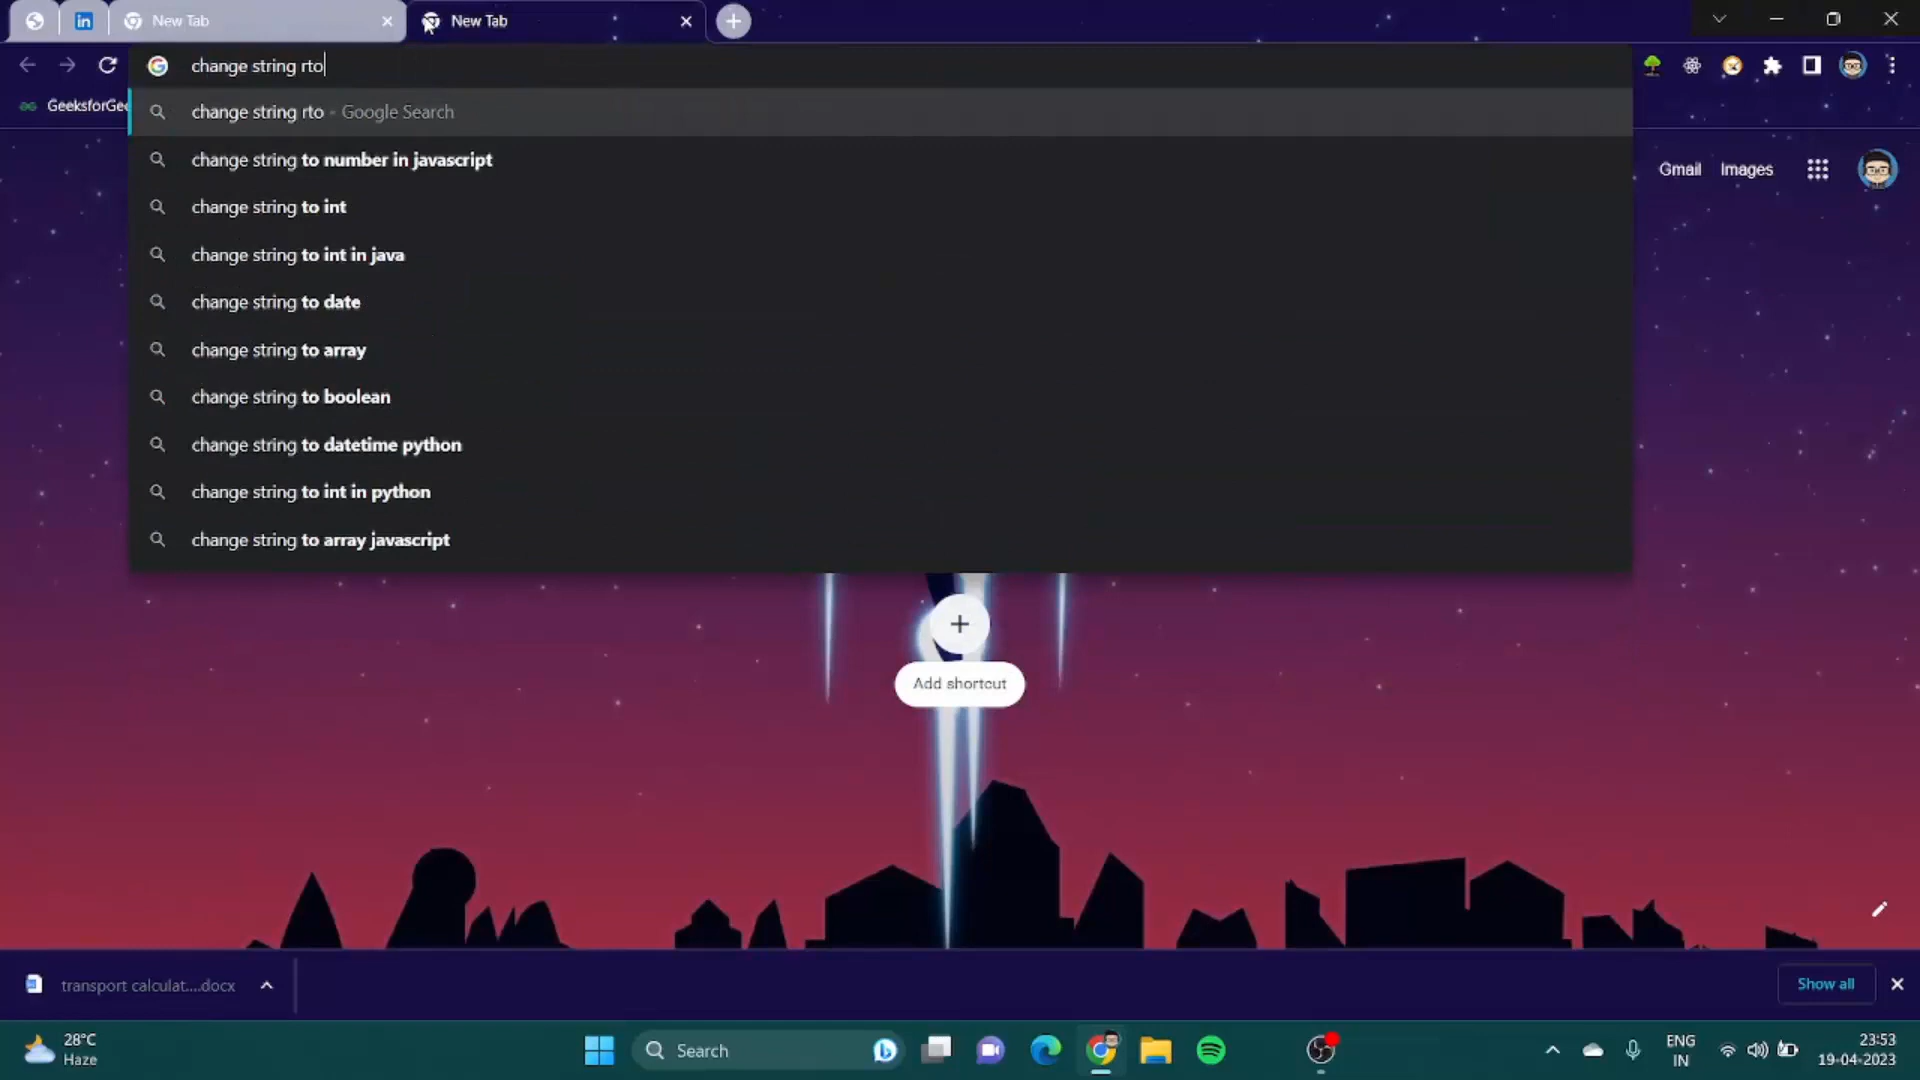 in
New Tab
New Tab
change string rto
GeeksforGee
change string rto - Google Search
change string to number in javascript
change string to int
change string to int in java
change string to date
change string to array
change string to boolean
change string to datetime python
change string to int in python
change string to array javascript
Gmail
Images
Add shortcut
transport calculat....docx
Show all
28°C
Haze
Search
ENG
IN
23:53
19-04-2023